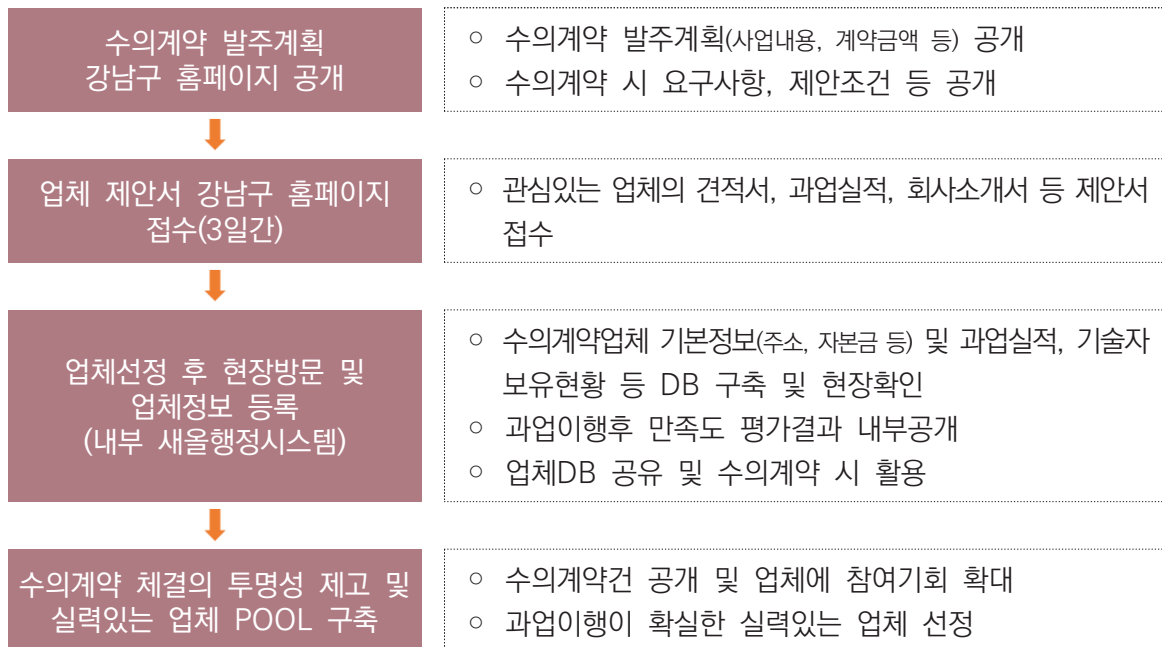 수의계약 발주계획
강남구 홈페이지 공개
○ 수의계약 발주계획(사업내용, 계약금액 등) 공개
○ 수의계약 시 요구사항, 제안조건 등 공개
업체 제안서 강남구 홈페이지
접수(3일간)
○ 관심있는 업체의 견적서, 과업실적, 회사소개서 등 제안서
접수
업체선정 후 현장방문 및
업체정보 등록
(내부 새올행정시스템)
○ 수의계약업체 기본정보(주소, 자본금 등) 및 과업실적, 기술자
보유현황 등 DB 구축 및 현장확인
○ 과업이행후 만족도 평가결과 내부공개
○ 업체DB 공유 및 수의계약 시 활용
수의계약 체결의 투명성 제고 및
실력있는 업체 POOL 구축
○ 수의계약건 공개 및 업체에 참여기회 확대
○ 과업이행이 확실한 실력있는 업체 선정